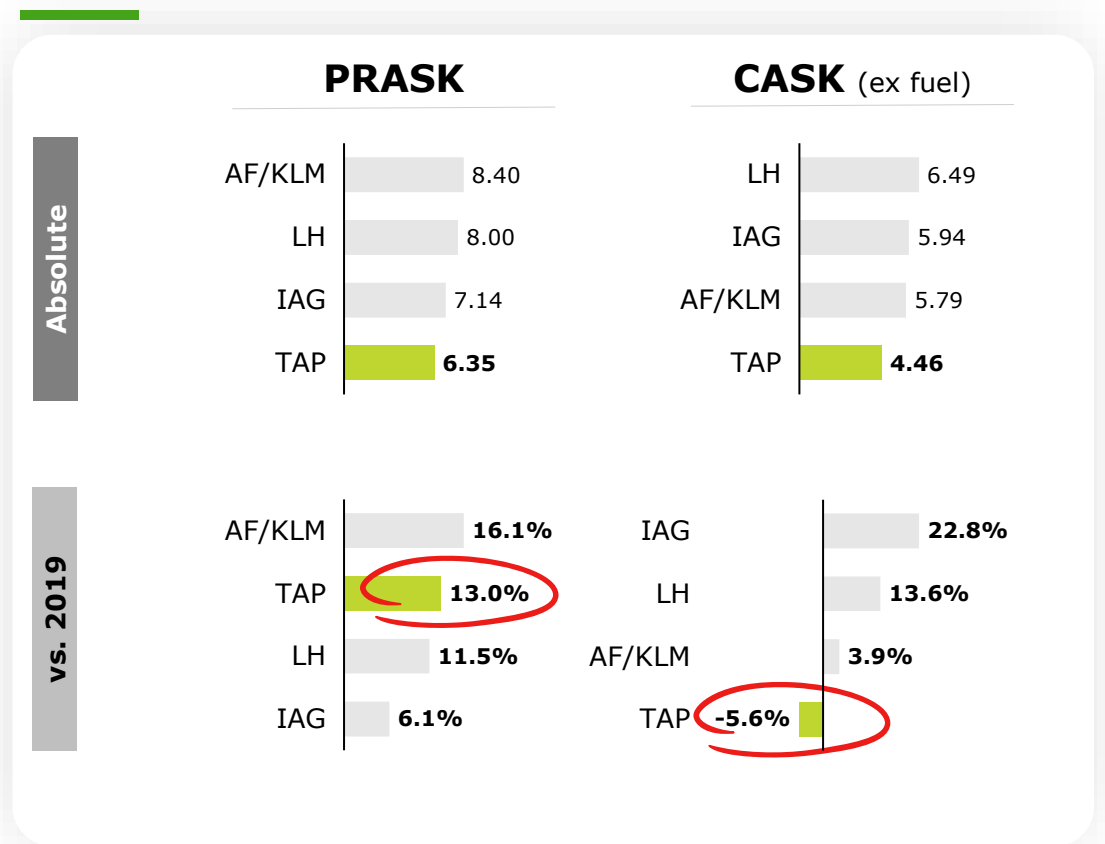 PRASK
CASK (ex fuel)
Absolute
AF/KLM 8.40
LH 8.00
IAG 7.14
TAP 6.35
LH 6.49
IAG 5.94
AF/KLM 5.79
TAP 4.46
vs. 2019
AF/KLM 16.1%
TAP 13.0%
LH 11.5%
IAG 6.1%
IAG 22.8%
LH 13.6%
AF/KLM 3.9%
TAP -5.6%